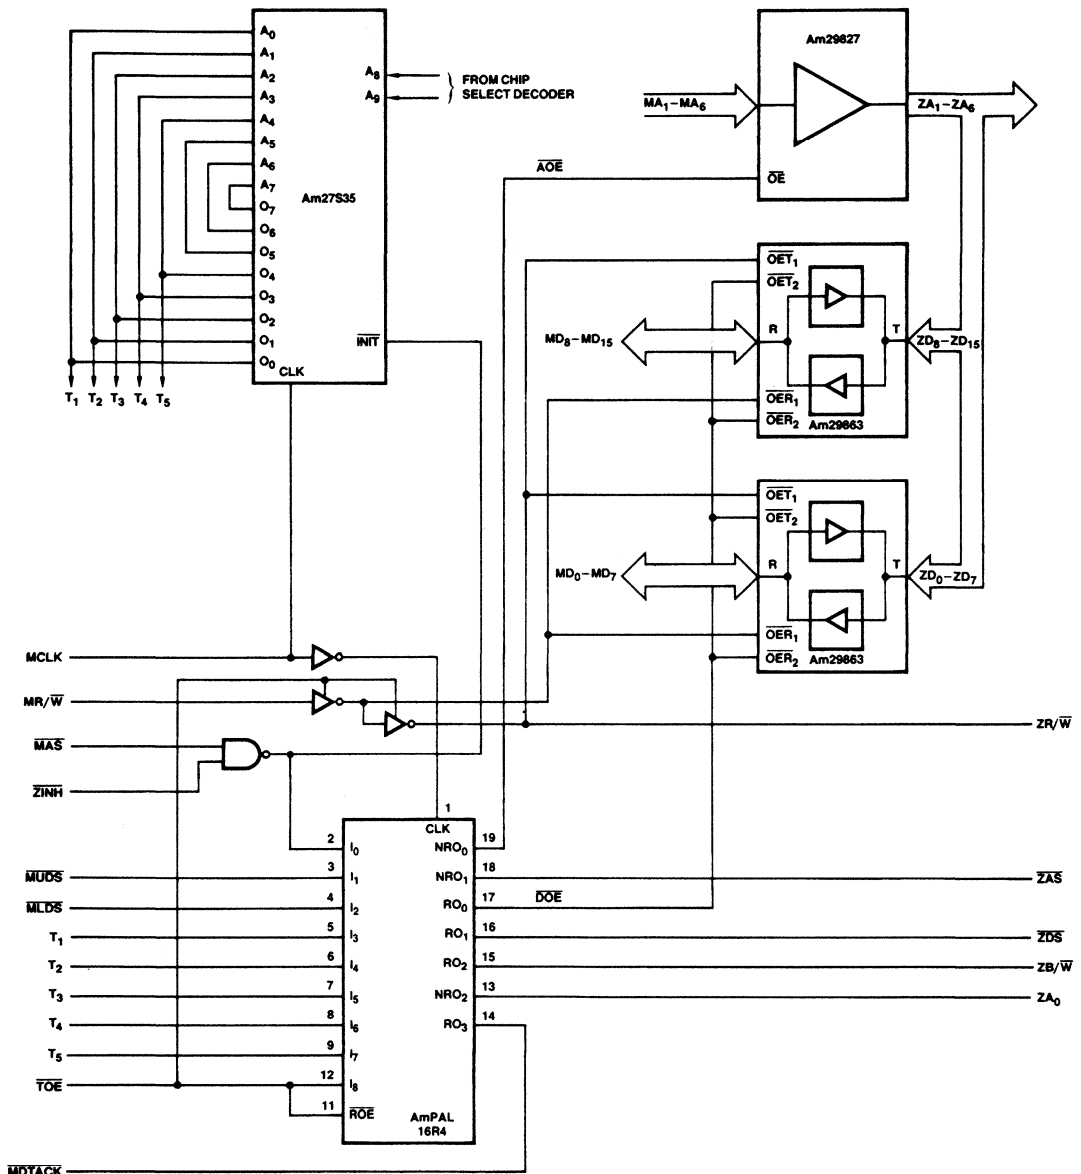 A0
A1
A2
A3
A4
A5
A6
A7
O7
O6
O5
O4
O3
O2
O1
O0
CLK
A8
A9
FROM CHIP
SELECT DECODER
Am27S35
INIT
T1 T2 T3 T4 T5
Am29827
MA1–MA6
ZA1–ZA6
AOE
OE
OET1
OET2
MD8–MD15
R
T
ZD8–ZD15
OER1
OER2
Am29863
OET1
OET2
MD0–MD7
R
T
ZD0–ZD7
OER1
OER2
Am29863
MCLK
MR/W
ZR/W
MAS
ZINH
1
CLK
2
I0
NRO0
19
MUDS
3
I1
NRO1
18
ZAS
MLDS
4
I2
RO0
17
DOE
T1
5
I3
RO1
16
ZDS
T2
6
I4
RO2
15
ZB/W
T3
7
I5
NRO2
13
ZA0
T4
8
I6
RO3
14
T5
9
I7
TOE
12
I8
11
ROE
AmPAL
16R4
MDTACK